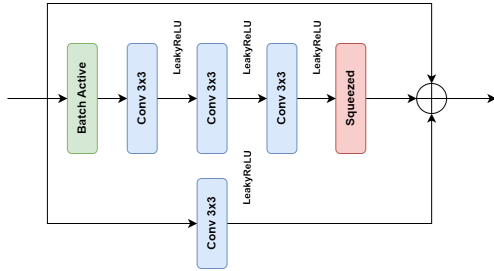 Batch Active
Conv 3x3
LeakyReLU
Conv 3x3
LeakyReLU
Conv 3x3
LeakyReLU
Squeezed
Conv 3x3
LeakyReLU